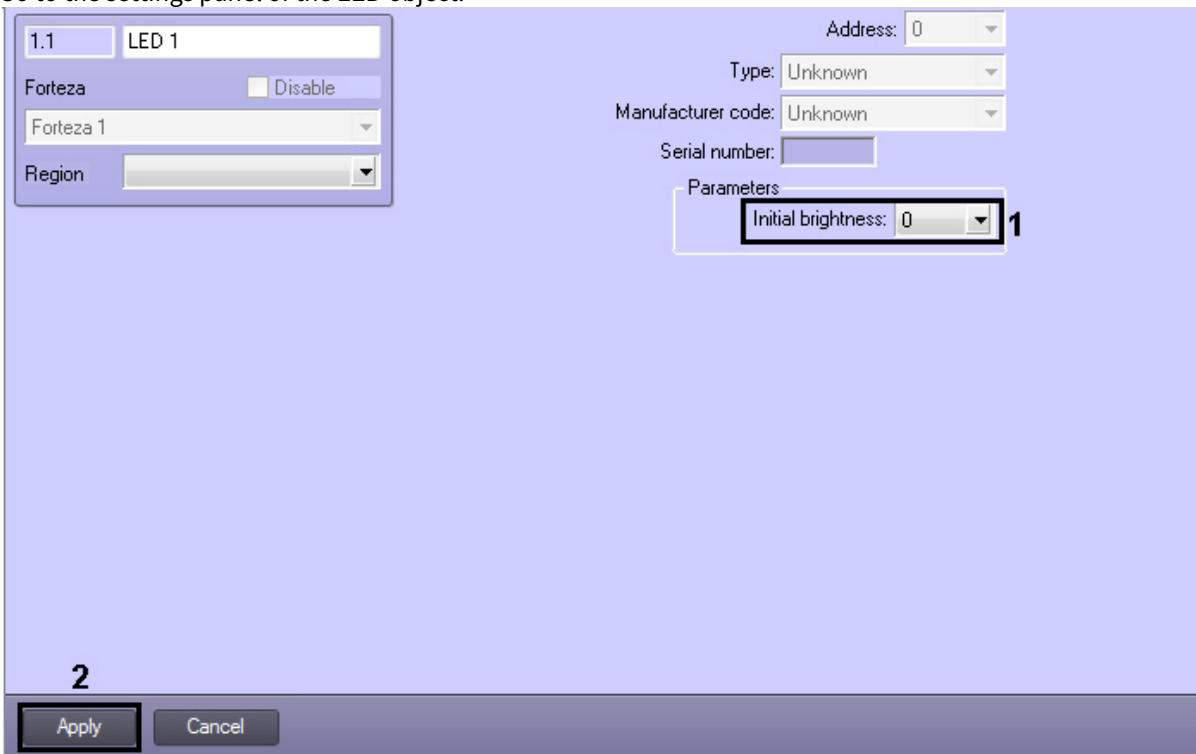 Go to the settings panel of the LED object.
1.1 LED 1
Forteza Disable
Forteza 1
Region
Address: 0
Type: Unknown
Manufacturer code: Unknown
Serial number:
Parameters
Initial brightness: 0 1
2
Apply Cancel